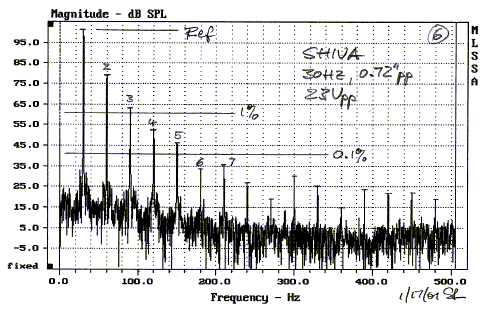 Magnitude - dB SPL
6
Ref
M
L
S
S
A
95.0
SHIVA
2
85.0
30Hz, 0.72"pp
75.0
23Vpp
3
65.0
1%
4
55.0
5
45.0
0.1%
6 7
35.0
25.0
15.0
5.0
-5.0
fixed
0.0 100.0 200.0 300.0 400.0 500.0
Frequency - Hz
1/17/01 SL